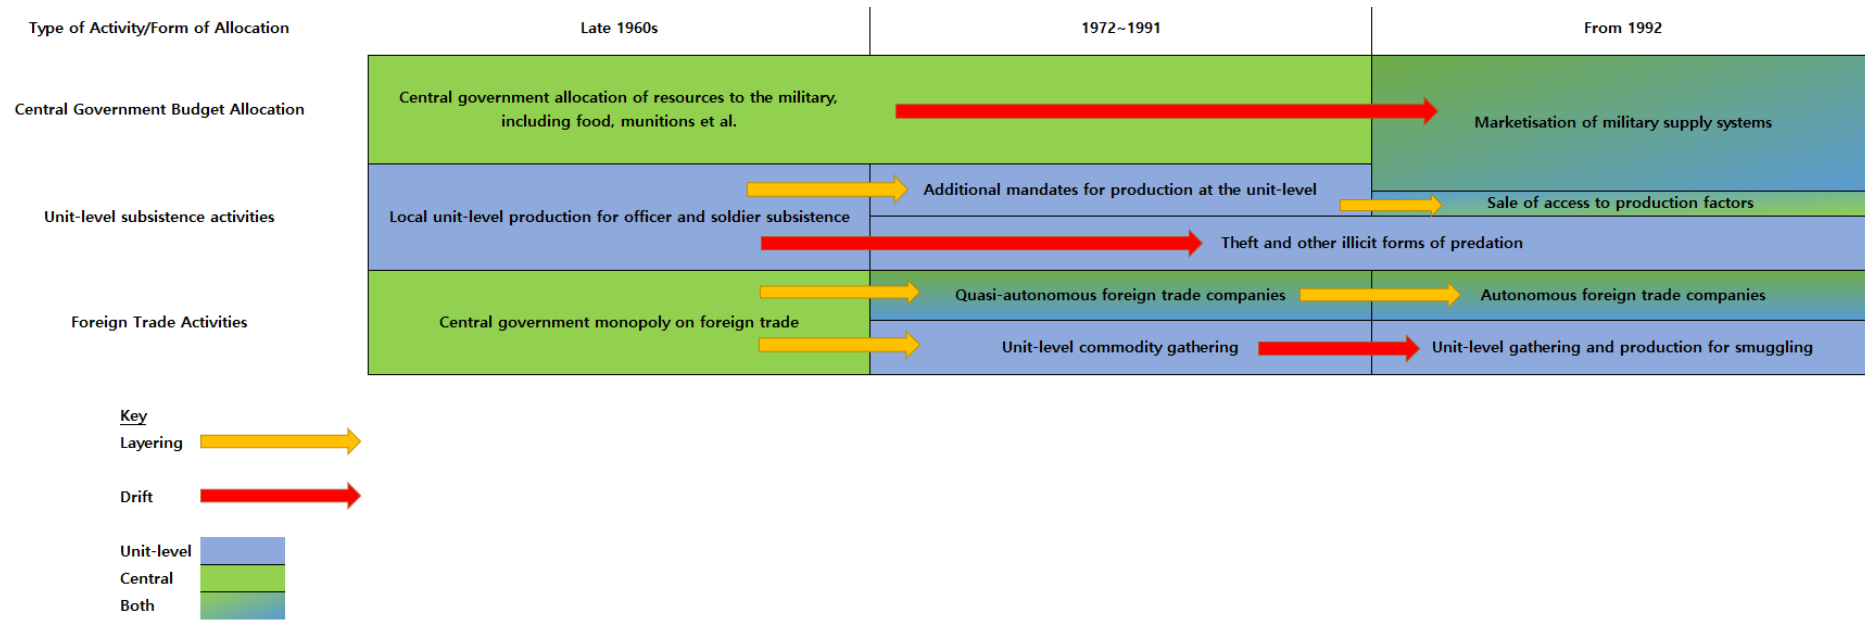 Type of Activity/Form of Allocation
Late 1960s
1972~1991
From 1992
Central Government Budget Allocation
Central government allocation of resources to the military,
including food, munitions et al.
Marketisation of military supply systems
Unit-level subsistence activities
Local unit-level production for officer and soldier subsistence
Additional mandates for production at the unit-level
Sale of access to production factors
Theft and other illicit forms of predation
Foreign Trade Activities
Central government monopoly on foreign trade
Quasi-autonomous foreign trade companies
Autonomous foreign trade companies
Unit-level commodity gathering
Unit-level gathering and production for smuggling
Key
Layering
Drift
Unit-level
Central
Both